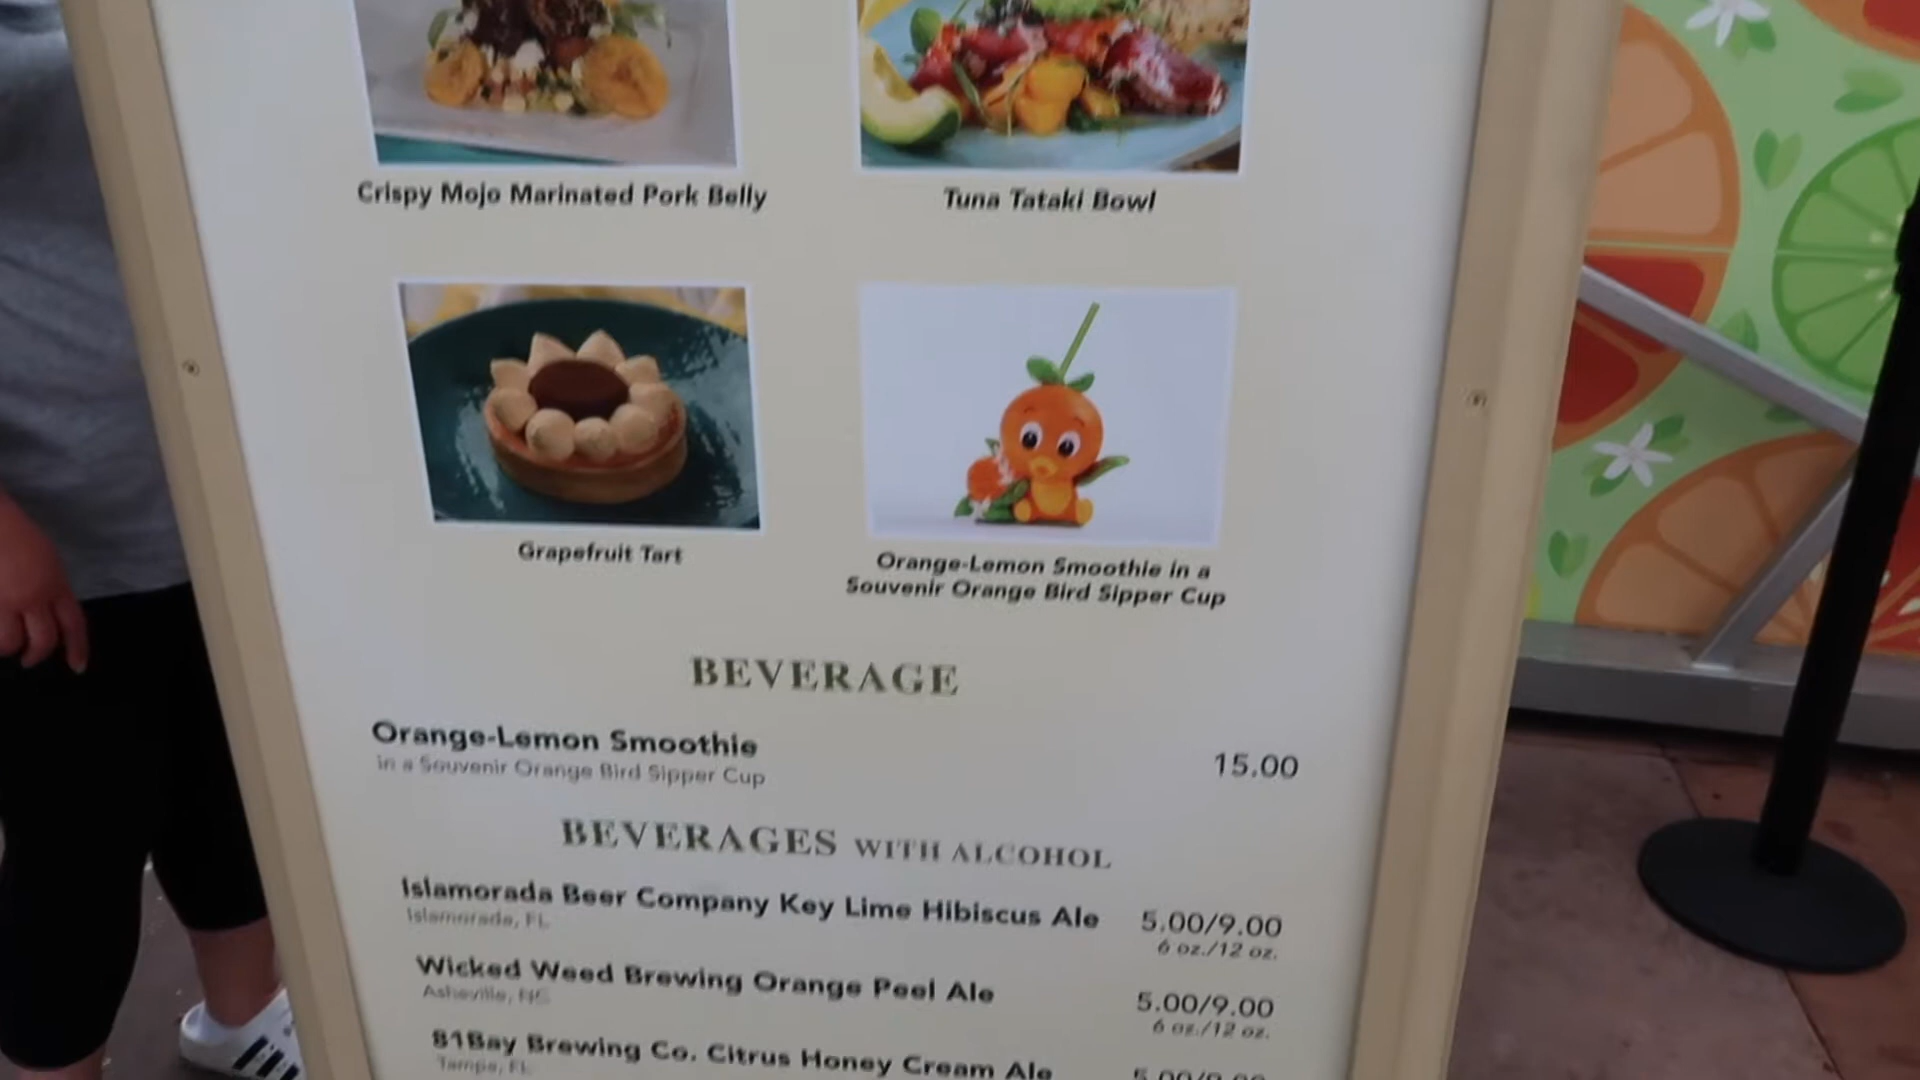 Crispy Mojo Marinated Pork Belly
Tuna Tataki Bowl
Grapefruit Tart
Orange-Lemon Smoothie in a
Souvenir Orange Bird Sipper Cup
BEVERAGE
Orange-Lemon Smoothie
in a Souvenir Orange Bird Sipper Cup
15.00
BEVERAGES WITH ALCOHOL
Islamorada Beer Company Key Lime Hibiscus Ale 5.00/9.00
Islamorada, FL 6 oz./12 oz.
Wicked Weed Brewing Orange Peel Ale 5.00/9.00
Asheville, NC 6 oz./12 oz.
81Bay Brewing Co. Citrus Honey Cream Ale 5.00/9.00
Tampa, FL